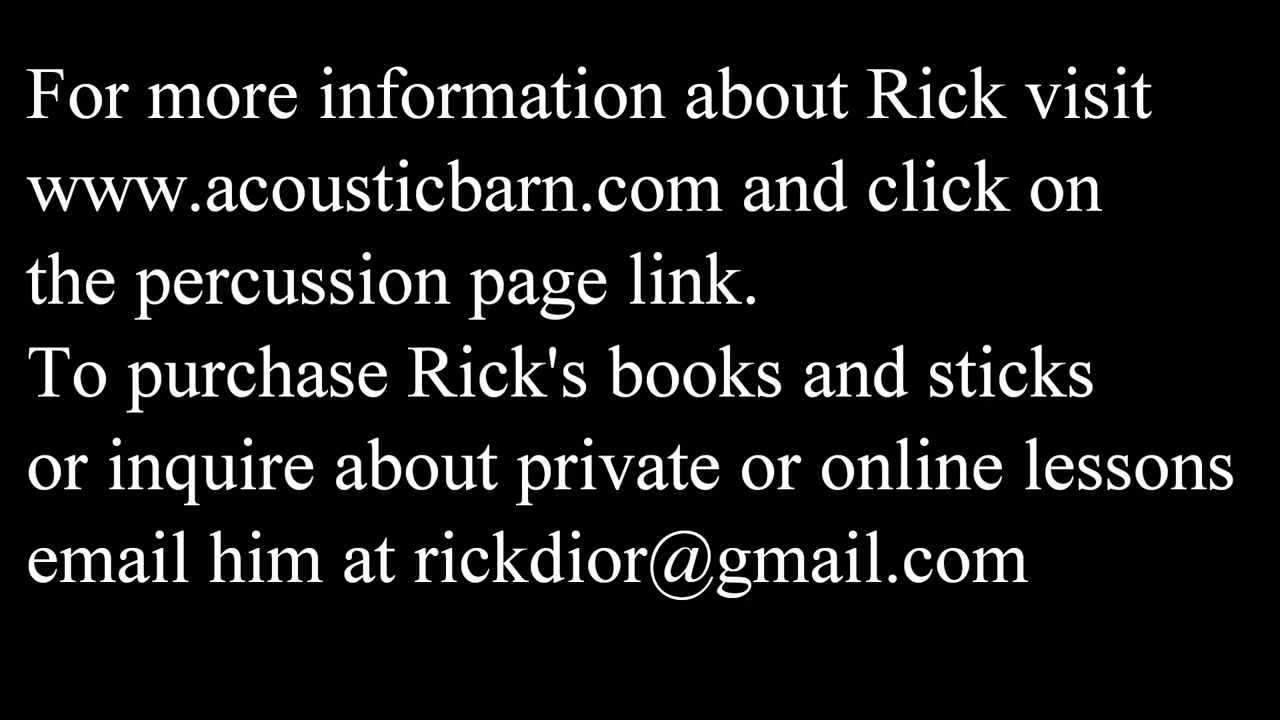 For more information about Rick visit
www.acousticbarn.com and click on
the percussion page link.
To purchase Rick's books and sticks
or inquire about private or online lessons
email him at rickdior@gmail.com